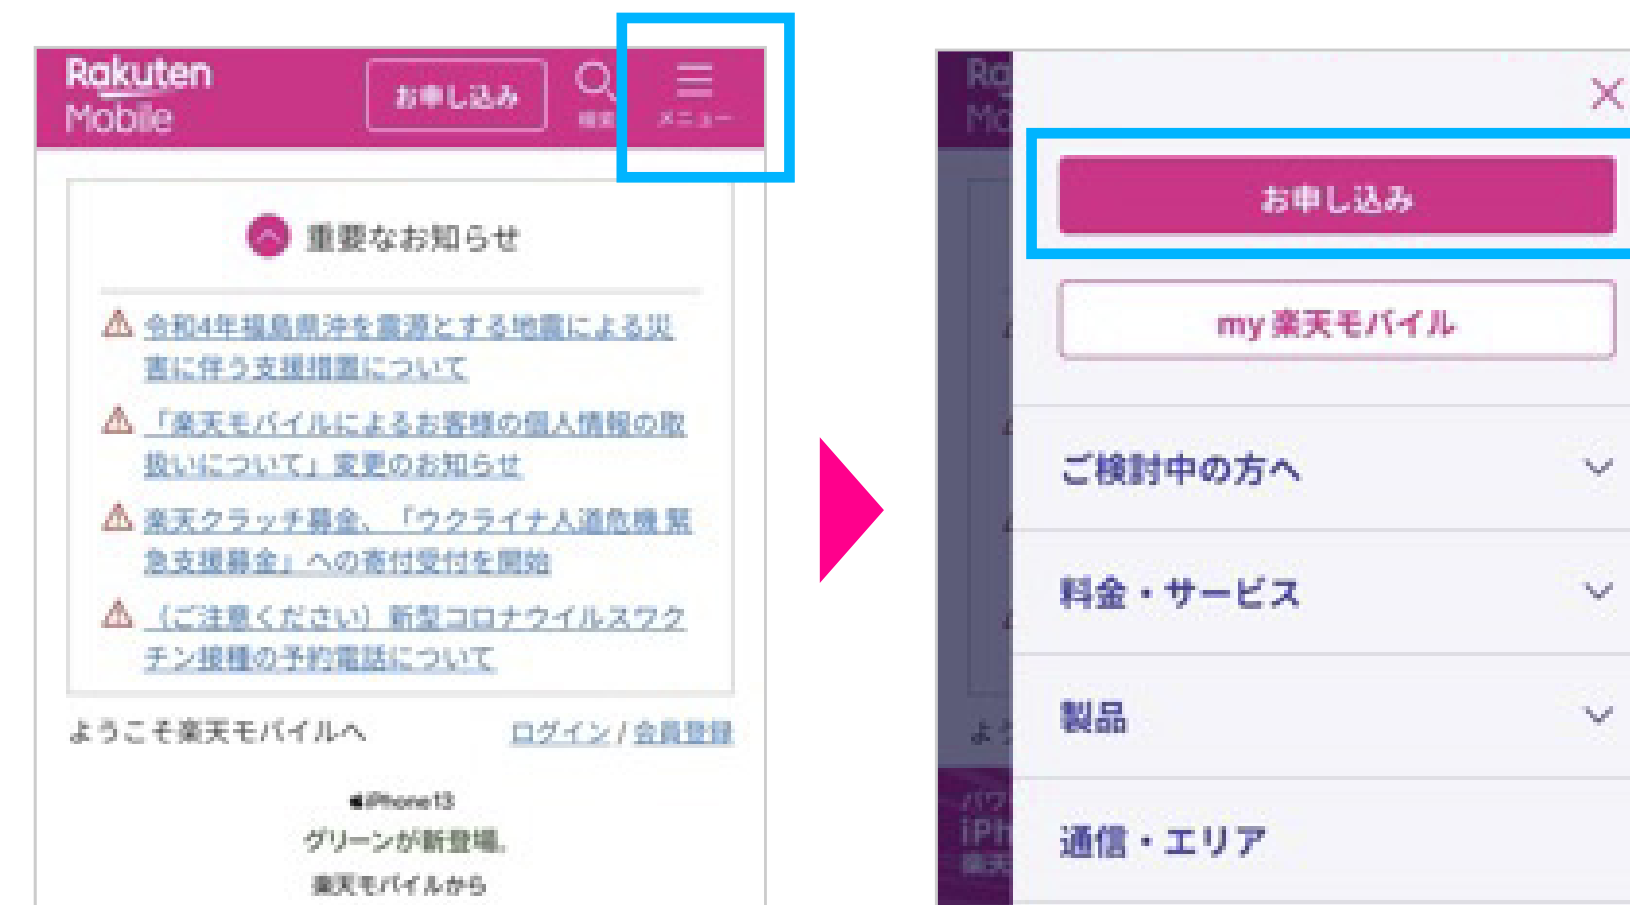 Rakuten
Mobile
お申し込み
検索
メニュー
重要なお知らせ
令和4年福島県沖を震源とする地震による災
害に伴う支援措置について
「楽天モバイルによるお客様の個人情報の取
扱いについて」変更のお知らせ
楽天クラッチ募金、「ウクライナ人道危機 緊
急支援募金」への寄付受付を開始
(ご注意ください) 新型コロナウイルスワク
チン接種の予約電話について
ようこそ楽天モバイルへ
ログイン / 会員登録
iPhone13
グリーンが新登場。
楽天モバイルから
Ra
Mo
よう
パワ
iPh
楽天
お申し込み
my 楽天モバイル
ご検討中の方へ
料金・サービス
製品
通信・エリア